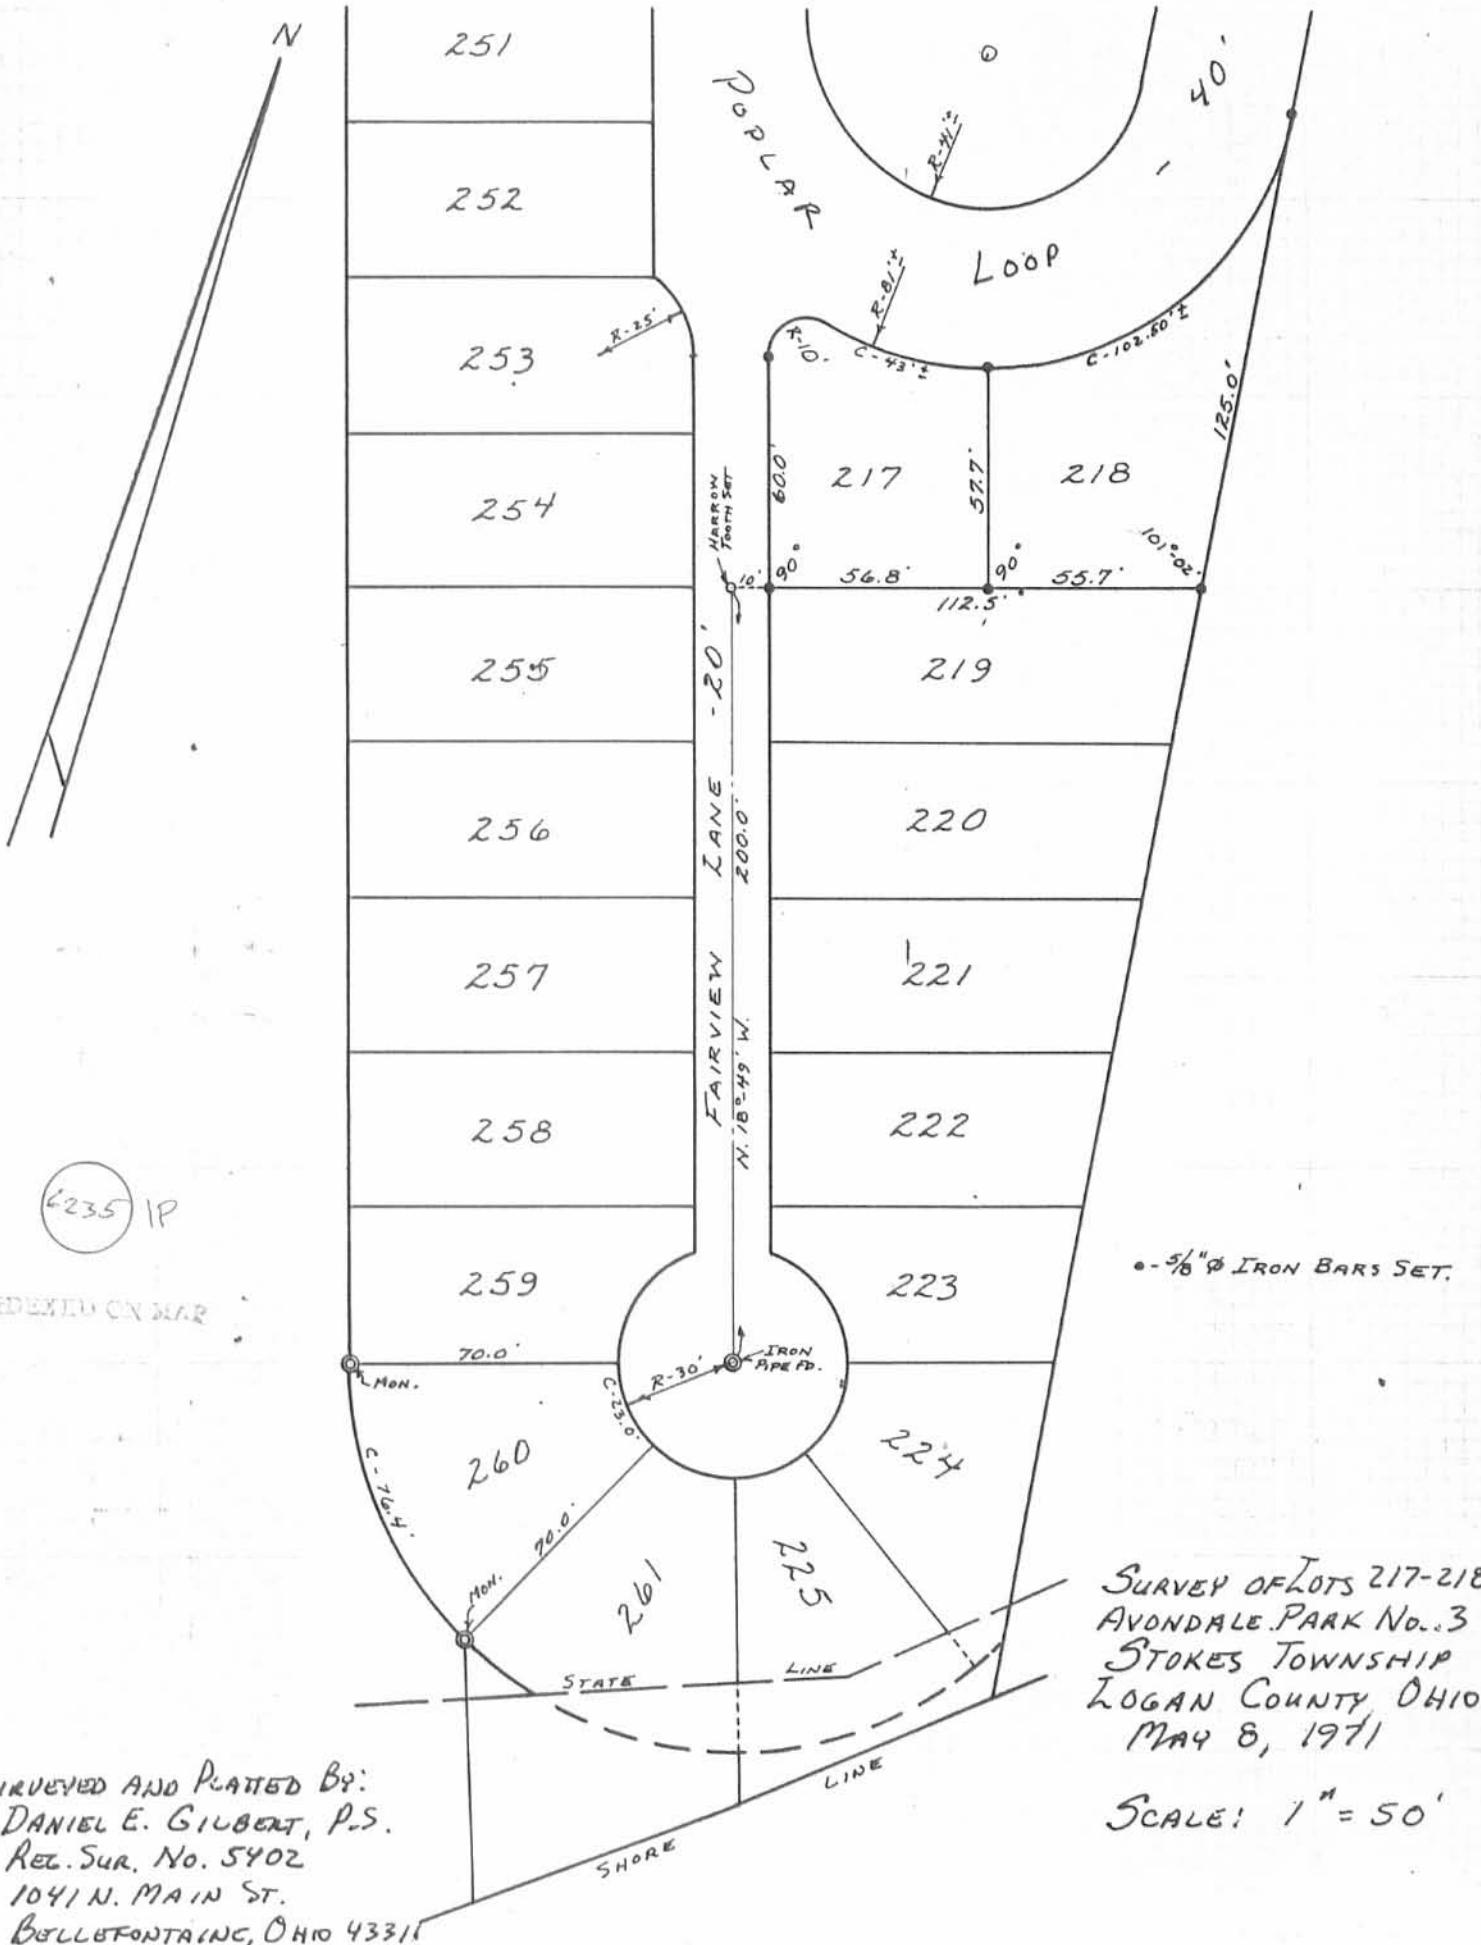 N
251
252
253
254
255
256
257
258
259
260
261
POPLAR
LOOP
40'
R-41'±
R-81'±
R-25'
R-10'
C-43'±
C-102.50'±
125.0'
60.0'
217
57.7'
218
HARROW
TOOTH SET
10'
90°
56.8'
90°
55.7'
101°-02'
112.5'
219
220
221
222
223
224
225
FAIRVIEW LANE - 20'
N. 18°-49' W. 200.0'
6235 IP
INDEXED ON MAP
●- 5/8" Ø IRON BARS SET.
70.0'
MON.
R-30'
IRON
PIPE FD.
C-23.0'
C-76.4'
70.0'
MON.
STATE LINE
SHORE LINE
SURVEY OF LOTS 217-218
AVONDALE PARK No. 3
STOKES TOWNSHIP
LOGAN COUNTY, OHIO
MAY 8, 1971
SCALE: 1" = 50'
URVEYED AND PLATTED BY:
DANIEL E. GILBERT, P.S.
REG. SUR. No. 5402
1041 N. MAIN ST.
BELLEFONTAINE, OHIO 43311